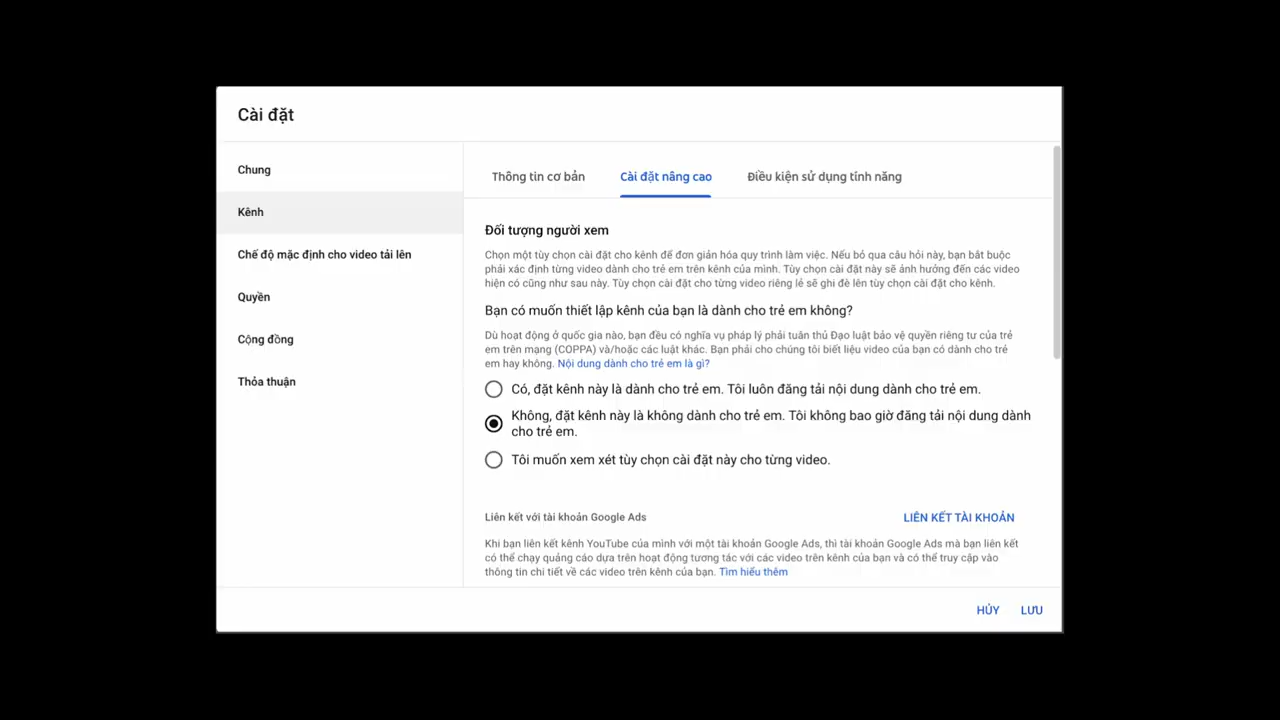 Cài đặt
Chung
Kênh
Chế độ mặc định cho video tải lên
Quyền
Cộng đồng
Thỏa thuận
Thông tin cơ bản
Cài đặt nâng cao
Điều kiện sử dụng tính năng
Đối tượng người xem
Chọn một tùy chọn cài đặt cho kênh để đơn giản hóa quy trình làm việc. Nếu bỏ qua câu hỏi này, bạn bắt buộc
phải xác định từng video dành cho trẻ em trên kênh của mình. Tùy chọn cài đặt này sẽ ảnh hưởng đến các video
hiện có cũng như sau này. Tùy chọn cài đặt cho từng video riêng lẻ sẽ ghi đè lên tùy chọn cài đặt cho kênh.
Bạn có muốn thiết lập kênh của bạn là dành cho trẻ em không?
Dù hoạt động ở quốc gia nào, bạn đều có nghĩa vụ pháp lý phải tuân thủ Đạo luật bảo vệ quyền riêng tư của trẻ
em trên mạng (COPPA) và/hoặc các luật khác. Bạn phải cho chúng tôi biết liệu video của bạn có dành cho trẻ
em hay không. Nội dung dành cho trẻ em là gì?
Có, đặt kênh này là dành cho trẻ em. Tôi luôn đăng tải nội dung dành cho trẻ em.
Không, đặt kênh này là không dành cho trẻ em. Tôi không bao giờ đăng tải nội dung dành
cho trẻ em.
Tôi muốn xem xét tùy chọn cài đặt này cho từng video.
Liên kết với tài khoản Google Ads
LIÊN KẾT TÀI KHOẢN
Khi bạn liên kết kênh YouTube của mình với một tài khoản Google Ads, thì tài khoản Google Ads mà bạn liên kết
có thể chạy quảng cáo dựa trên hoạt động tương tác với các video trên kênh của bạn và có thể truy cập vào
thông tin chi tiết về các video trên kênh của bạn. Tìm hiểu thêm
HỦY
LƯU